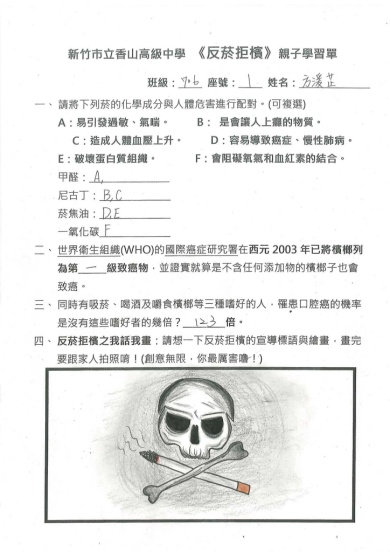 新竹市立香山高級中學 《反菸拒檳》親子學習單
班級：706 座號：1 姓名：方漫芷
一、 請將下列菸的化學成分與人體危害進行配對。(可複選)
A：易引發過敏、氣喘。 B： 是會讓人上癮的物質。
C：造成人體血壓上升。 D：容易導致癌症、慢性肺病。
E：破壞蛋白質組織。 F：會阻礙氧氣和血紅素的結合。
甲醛：A,
尼古丁：B,C
菸焦油：D,E
一氧化碳 F
二、 世界衛生組織(WHO)的國際癌症研究署在西元 2003 年已將檳榔列
為第一級致癌物，並證實就算是不含任何添加物的檳榔子也會
致癌。
三、 同時有吸菸、喝酒及嚼食檳榔等三種嗜好的人，罹患口腔癌的機率
是沒有這些嗜好者的幾倍？ 123 倍。
四、 反菸拒檳之我話我畫：請想一下反菸拒檳的宣導標語與繪畫，畫完
要跟家人拍照唷！(創意無限，你最厲害嚕！)